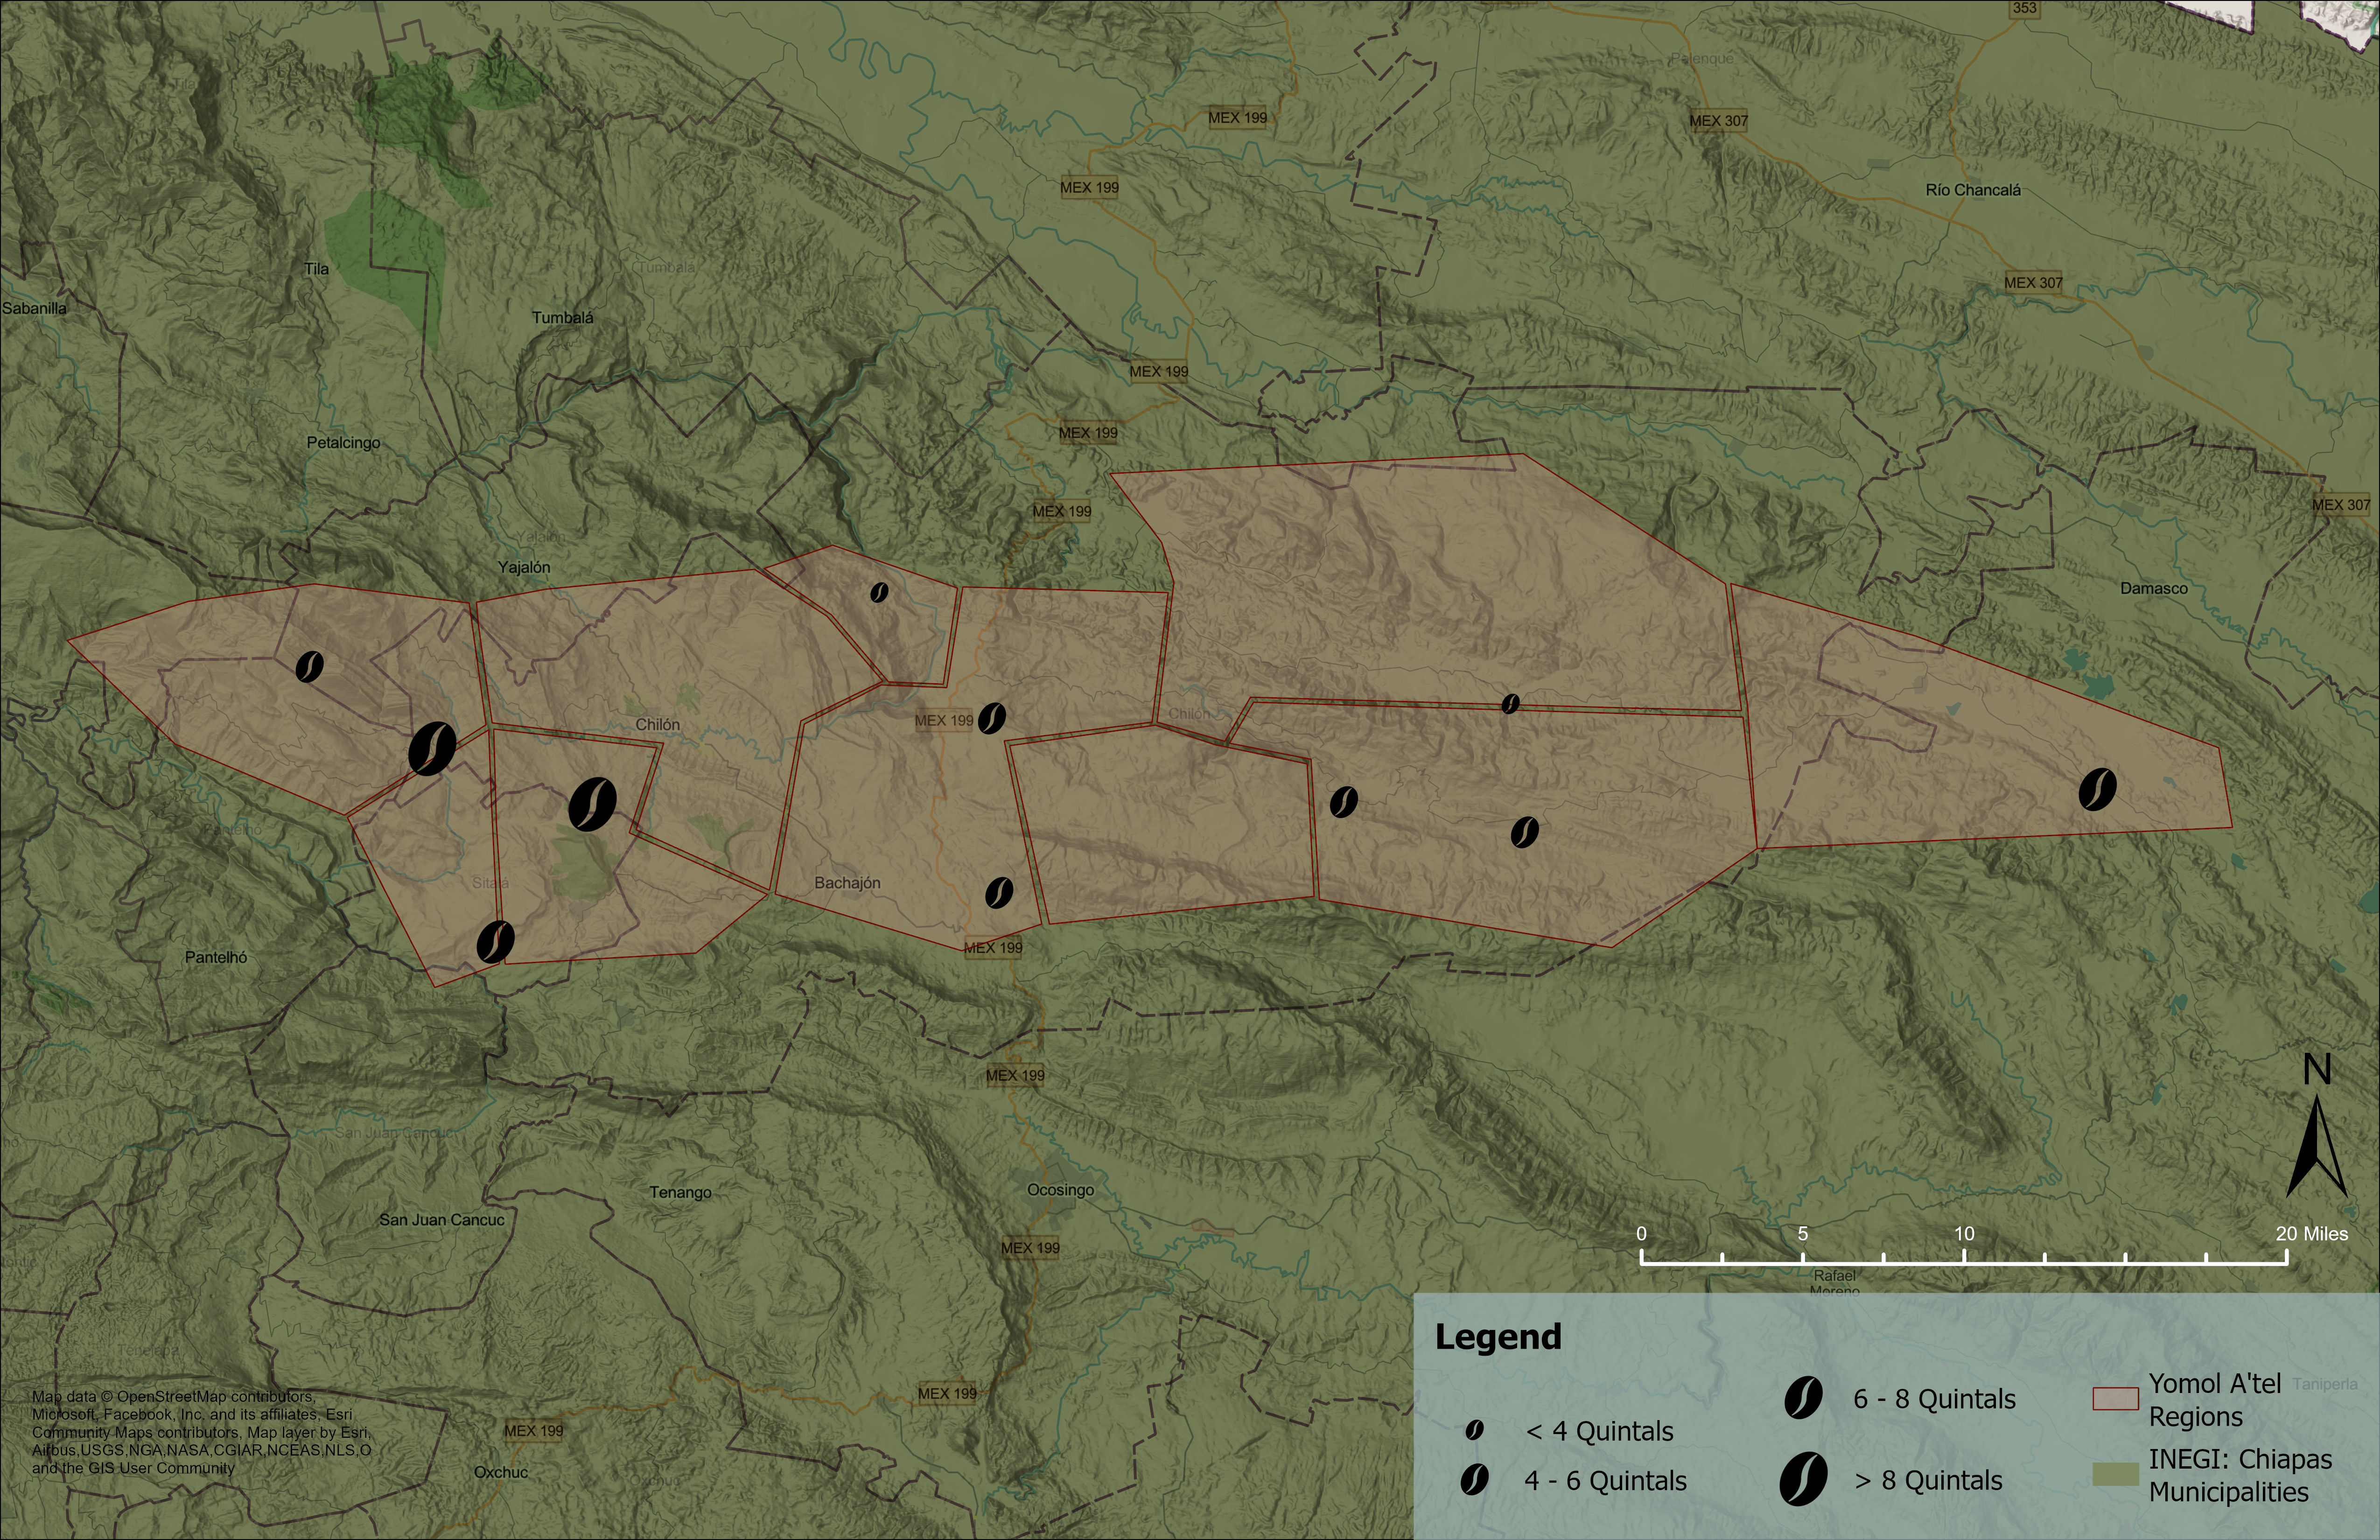 353
Palenque
MEX 199
MEX 307
Tila
MEX 199
Río Chancalá
Tila
Tumbalá
MEX 307
Sabanilla
Tumbalá
MEX 199
MEX 199
Petalcingo
MEX 307
MEX 199
Yajalón
Yajalón
Damasco
Chilón
MEX 199
Chilón
Pantelhó
Sitalá
Bachajón
MEX 199
Pantelhó
MEX 199
N
San Juan Cancuc
Tenango
Ocosingo
San Juan Cancuc
MEX 199
0 5 10 20 Miles
Rafael
Moreno
Legend
< 4 Quintals
4 - 6 Quintals
6 - 8 Quintals
> 8 Quintals
Yomol A'tel
Regions
INEGI: Chiapas
Municipalities
Taniperla
Tenejapa
MEX 199
MEX 199
Oxchuc
Oxchuc
Map data © OpenStreetMap contributors,
Microsoft, Facebook, Inc. and its affiliates, Esri
Community Maps contributors, Map layer by Esri,
Airbus,USGS,NGA,NASA,CGIAR,NCEAS,NLS,O
and the GIS User Community